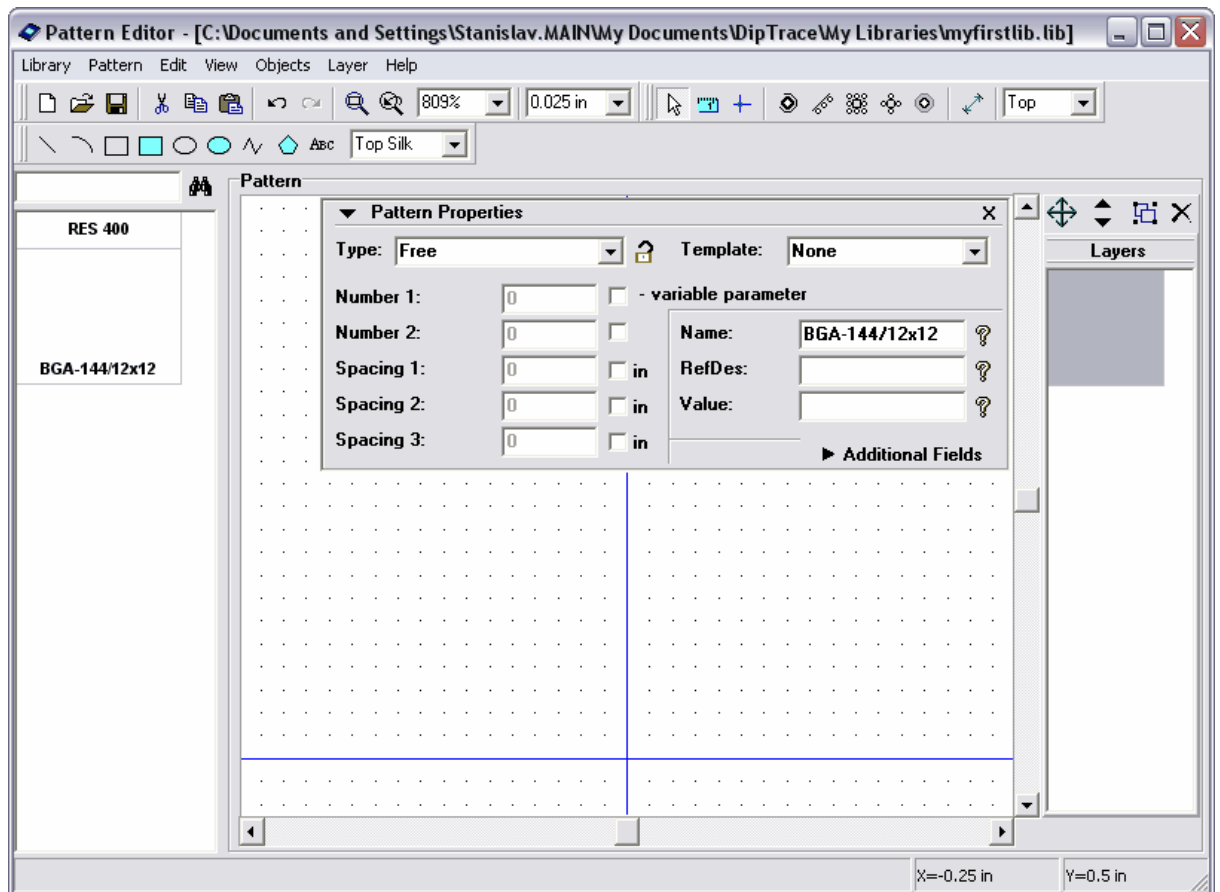 Pattern Editor - [C:\Documents and Settings\Stanislav.MAIN\My Documents\DipTrace\My Libraries\myfirstlib.lib]
Library Pattern Edit View Objects Layer Help
809% 0.025 in Top
ABC Top Silk
Pattern
RES 400
BGA-144/12x12
Pattern Properties
Type: Free Template: None
Number 1: 0 - variable parameter
Number 2: 0 Name: BGA-144/12x12
Spacing 1: 0 in RefDes:
Spacing 2: 0 in Value:
Spacing 3: 0 in
Additional Fields
Layers
X=-0.25 in Y=0.5 in